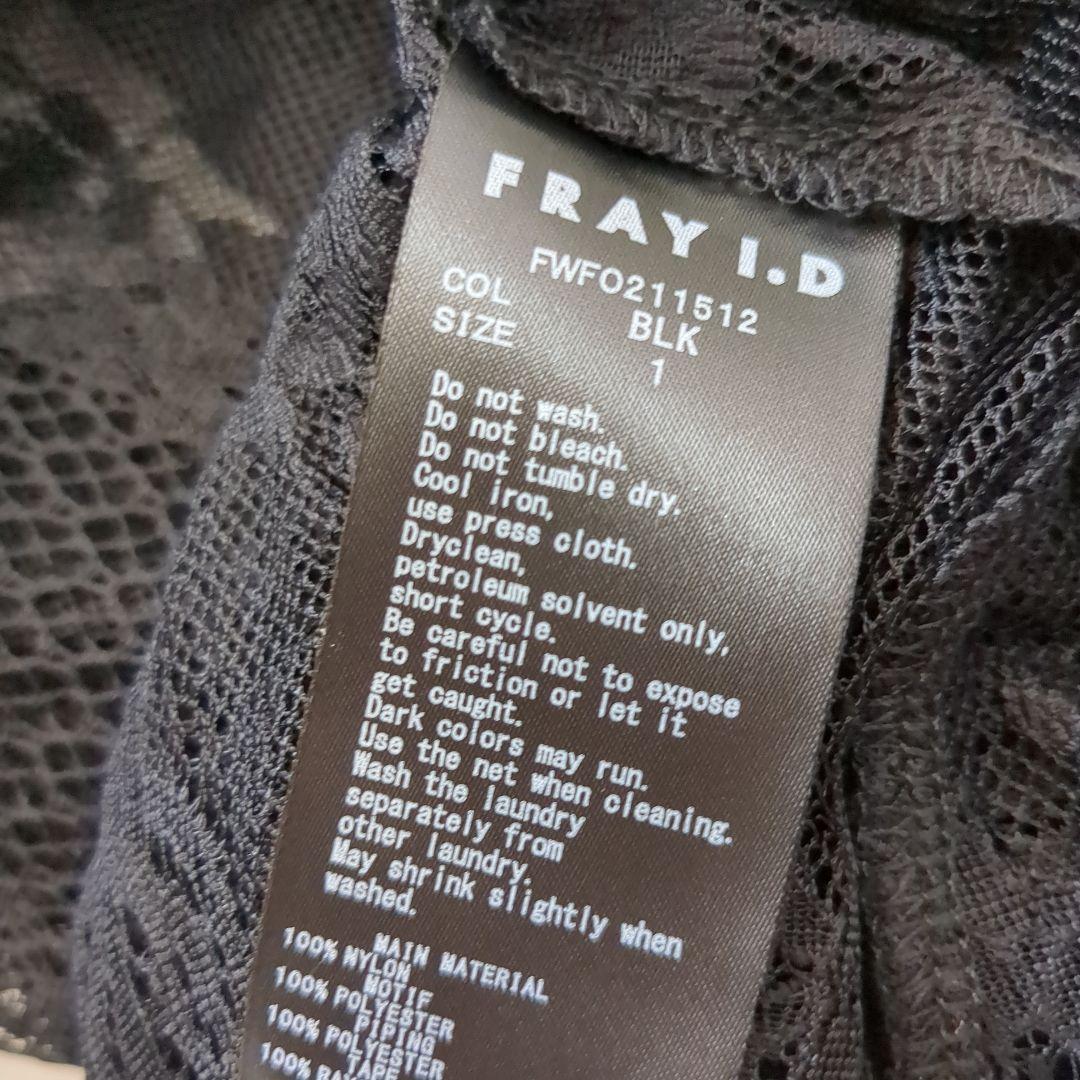 FRAY I.D
FWFO211512
COL BLK
SIZE 1
Do not wash.
Do not bleach.
Do not tumble dry.
Cool iron,
use press cloth.
Dryclean,
petroleum solvent only,
short cycle.
Be careful not to expose
to friction or let it
get caught.
Dark colors may run.
Use the net when cleaning.
Wash the laundry
separately from
other laundry.
May shrink slightly when
washed.
MAIN MATERIAL
100% NYLON
MOTIF
100% POLYESTER
PIPING
100% POLYESTER
TAPE
100%